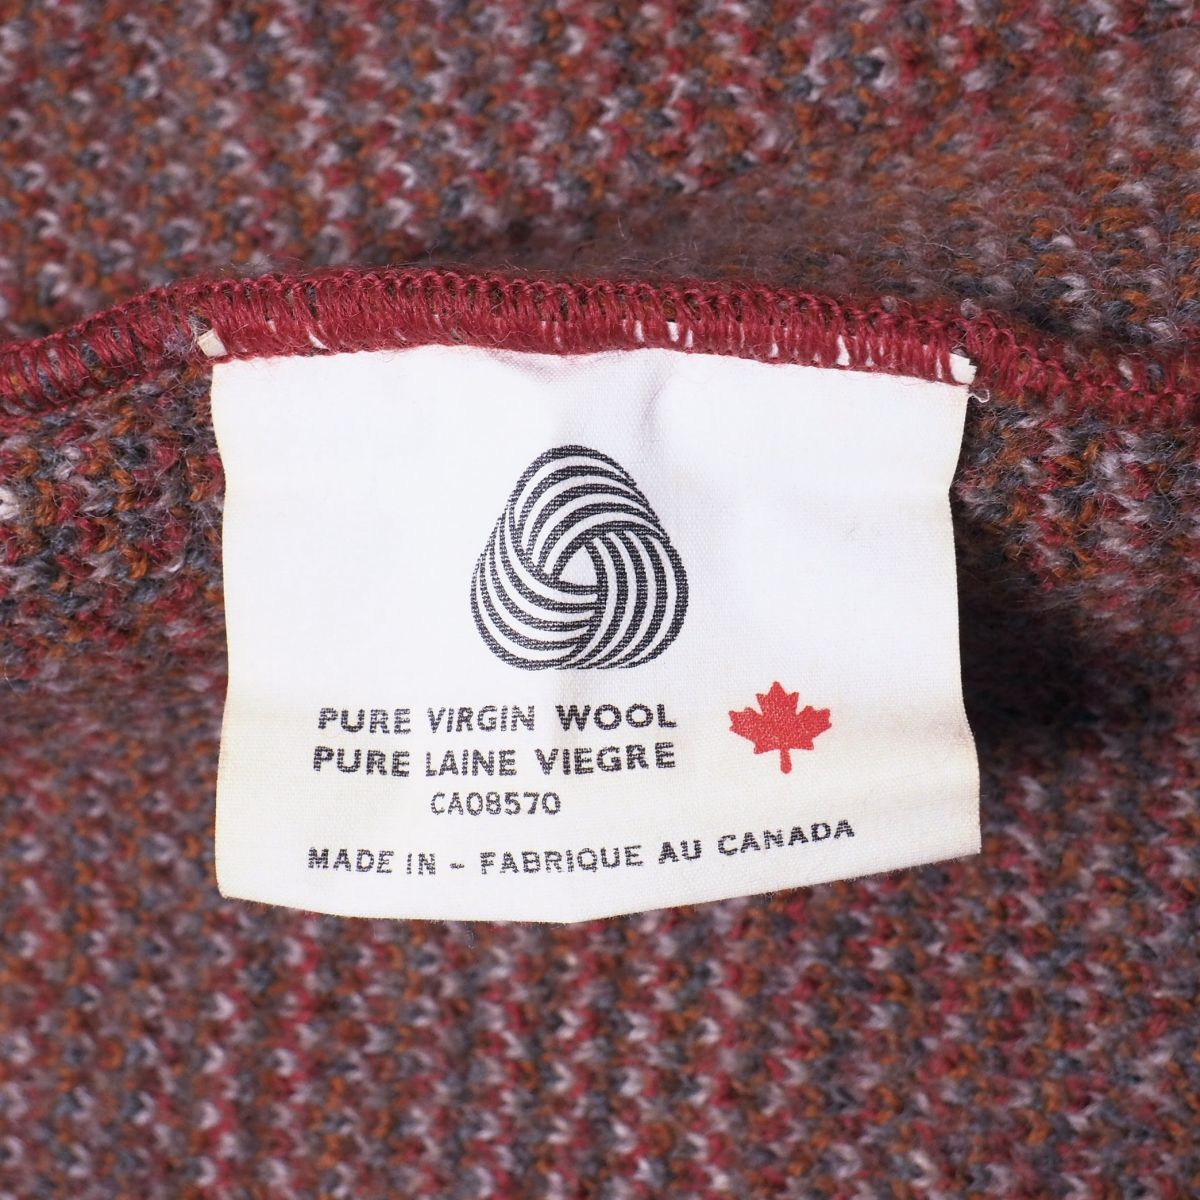 PURE VIRGIN WOOL
PURE LAINE VIEGRE
CA08570
MADE IN - FABRIQUE AU CANADA